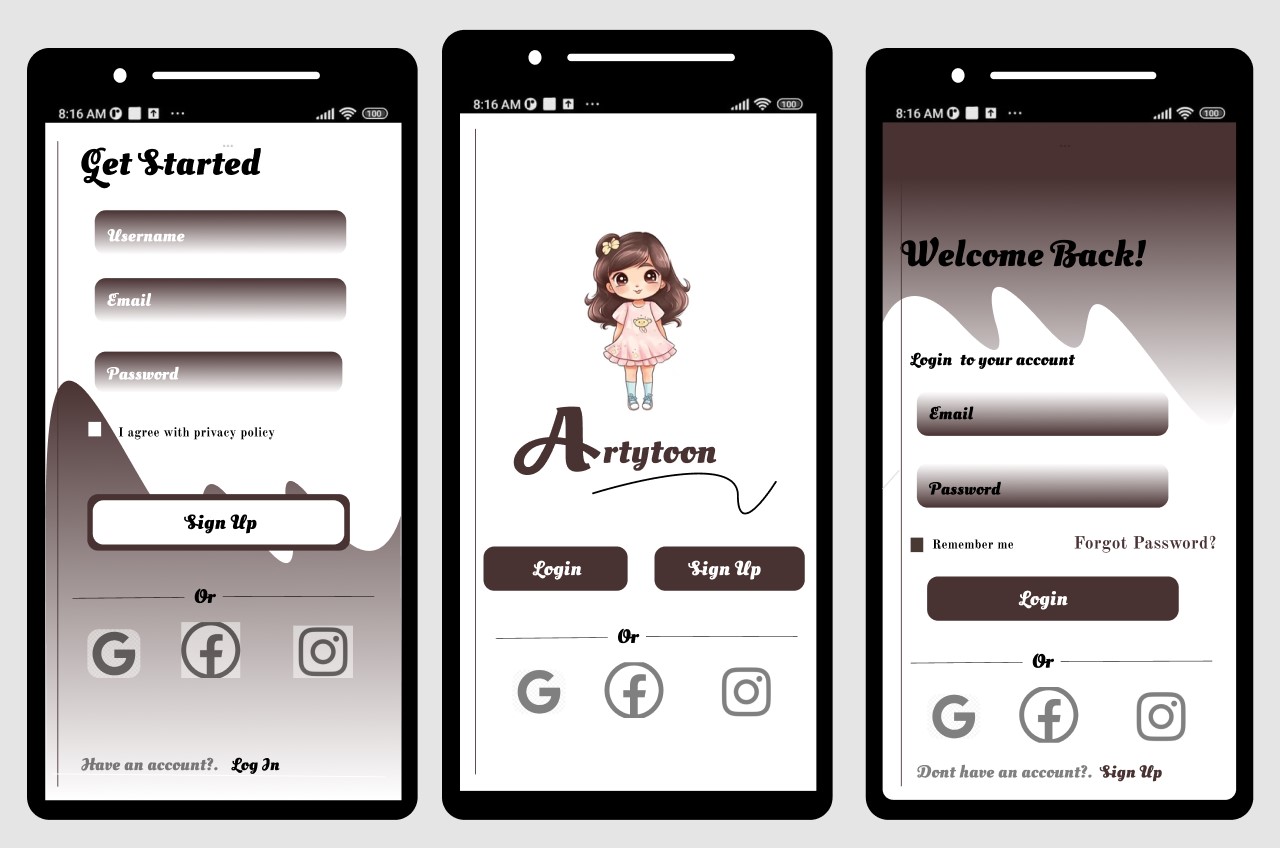 8:16 AM
100
Get Started
Username
Email
Password
I agree with privacy policy
Sign Up
Or
Have an account?. Log In
8:16 AM
100
Artytoon
Login
Sign Up
Or
8:16 AM
100
Welcome Back!
Login to your account
Email
Password
Remember me
Forgot Password?
Login
Or
Dont have an account?. Sign Up